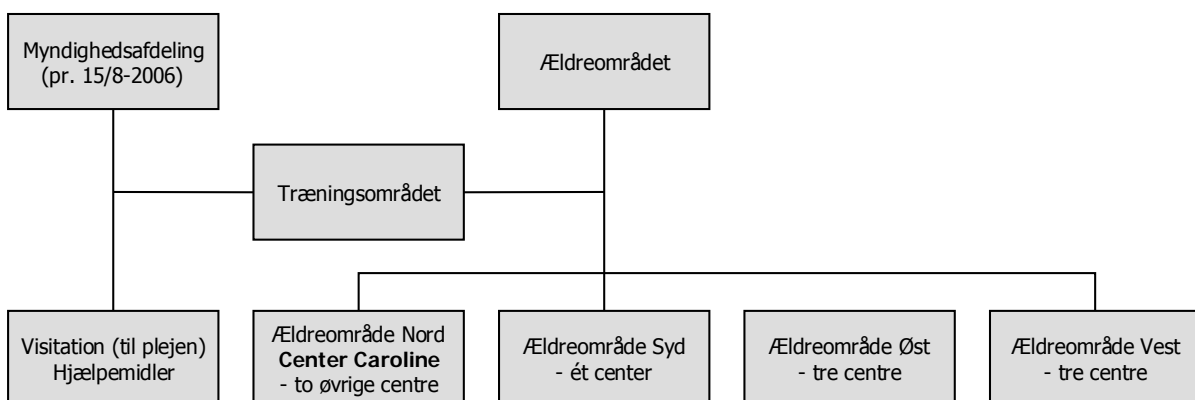 Myndighedsafdeling
(pr. 15/8-2006)
Ældreområdet
Træningsområdet
Visitation (til plejen)
Hjælpemidler
Ældreområde Nord
Center Caroline
- to øvrige centre
Ældreområde Syd
- ét center
Ældreområde Øst
- tre centre
Ældreområde Vest
- tre centre